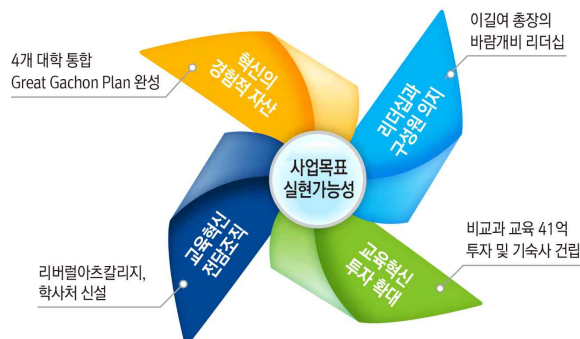 4개 대학 통합
Great Gachon Plan 완성
혁신의
경험적 자산
이길여 총장의
바람개비 리더십
리더십과
구성원 의지
사업목표
실현가능성
교육혁신
전담조직
리버럴아츠칼리지,
학사처 신설
교육혁신
투자 확대
비교과 교육 41억
투자 및 기숙사 건립